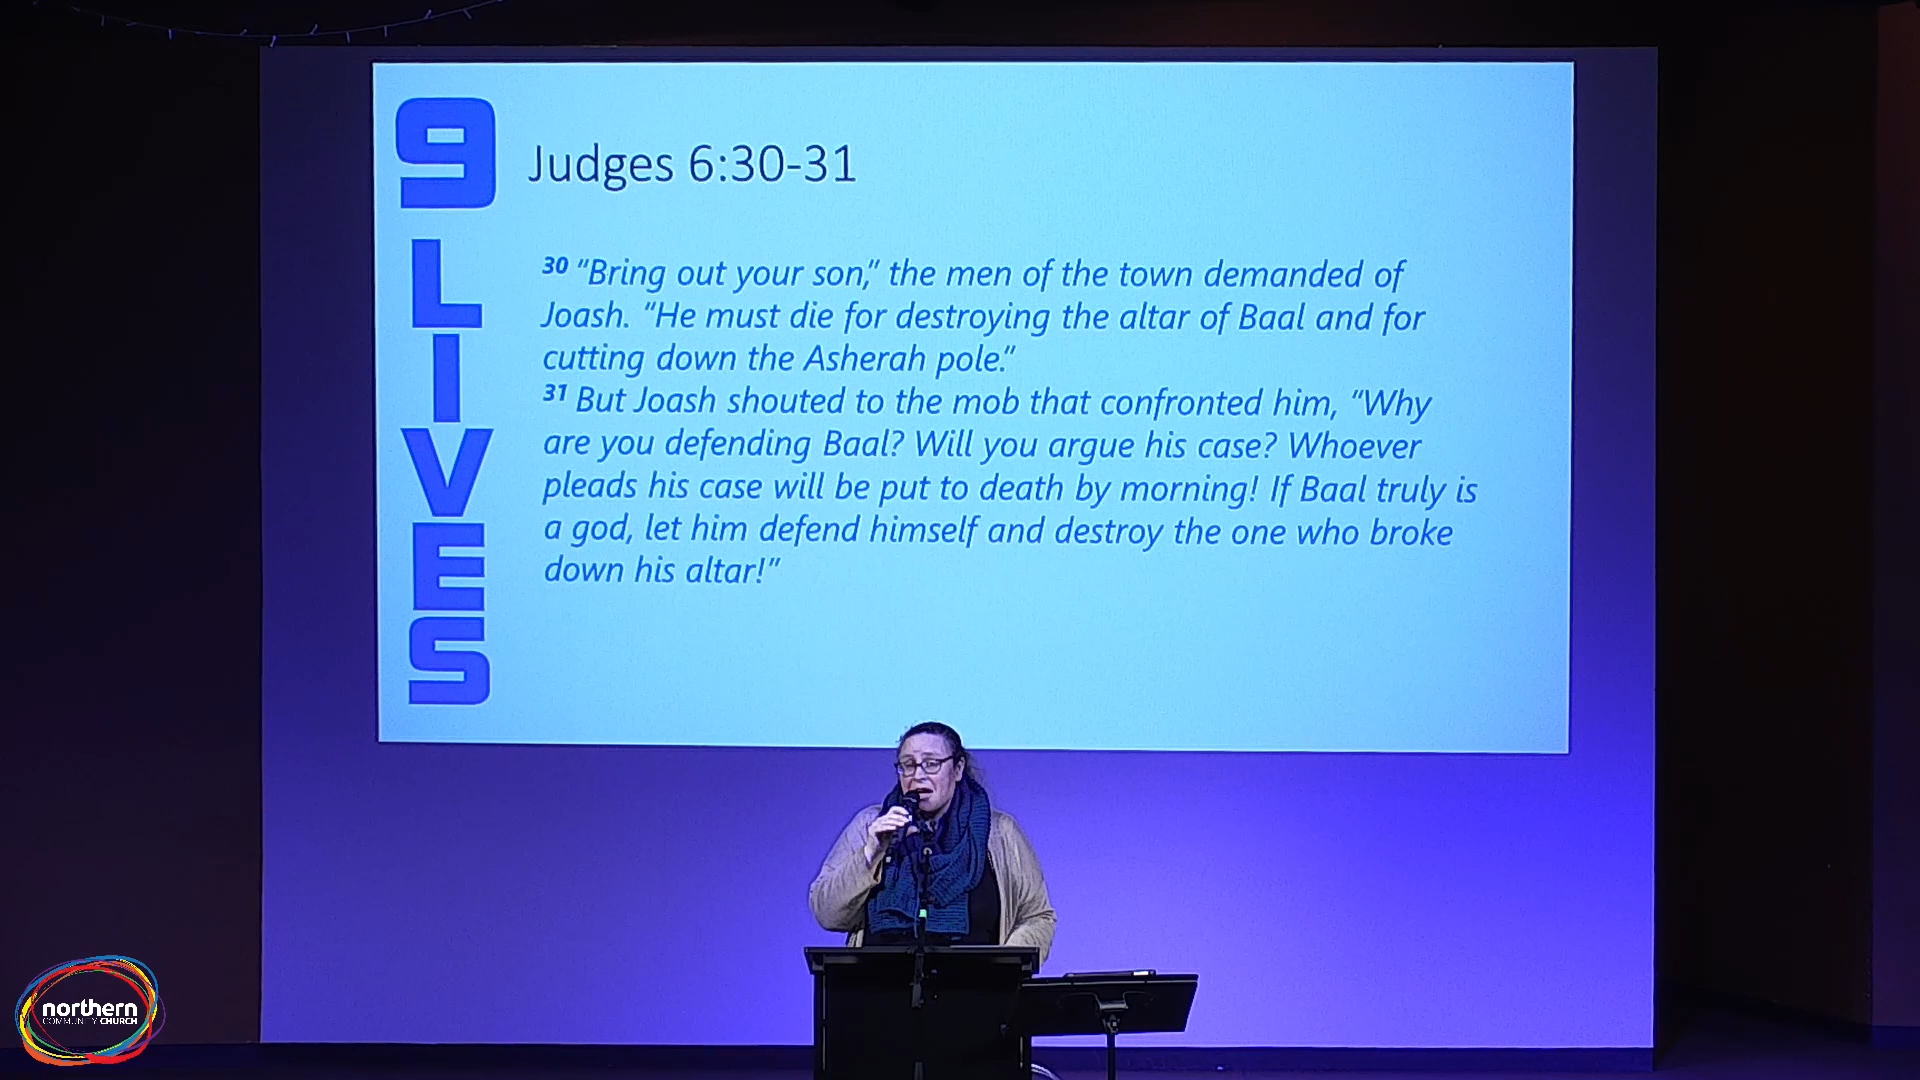 9
LIVES
Judges 6:30-31
30 “Bring out your son,” the men of the town demanded of
Joash. “He must die for destroying the altar of Baal and for
cutting down the Asherah pole.”
31 But Joash shouted to the mob that confronted him, “Why
are you defending Baal? Will you argue his case? Whoever
pleads his case will be put to death by morning! If Baal truly is
a god, let him defend himself and destroy the one who broke
down his altar!”
northern
COMMUNITY CHURCH